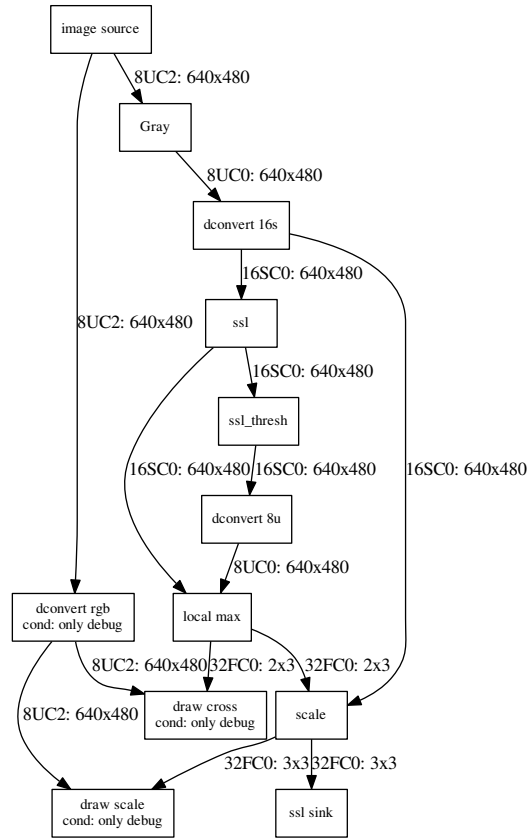 image source
8UC2: 640x480
Gray
8UC0: 640x480
dconvert 16s
16SC0: 640x480
ssl
8UC2: 640x480
16SC0: 640x480
ssl_thresh
16SC0: 640x480
16SC0: 640x480
16SC0: 640x480
dconvert 8u
8UC0: 640x480
dconvert rgb
cond: only debug
local max
8UC2: 640x480
32FC0: 2x3
32FC0: 2x3
8UC2: 640x480
draw cross
cond: only debug
scale
32FC0: 3x3
32FC0: 3x3
draw scale
cond: only debug
ssl sink